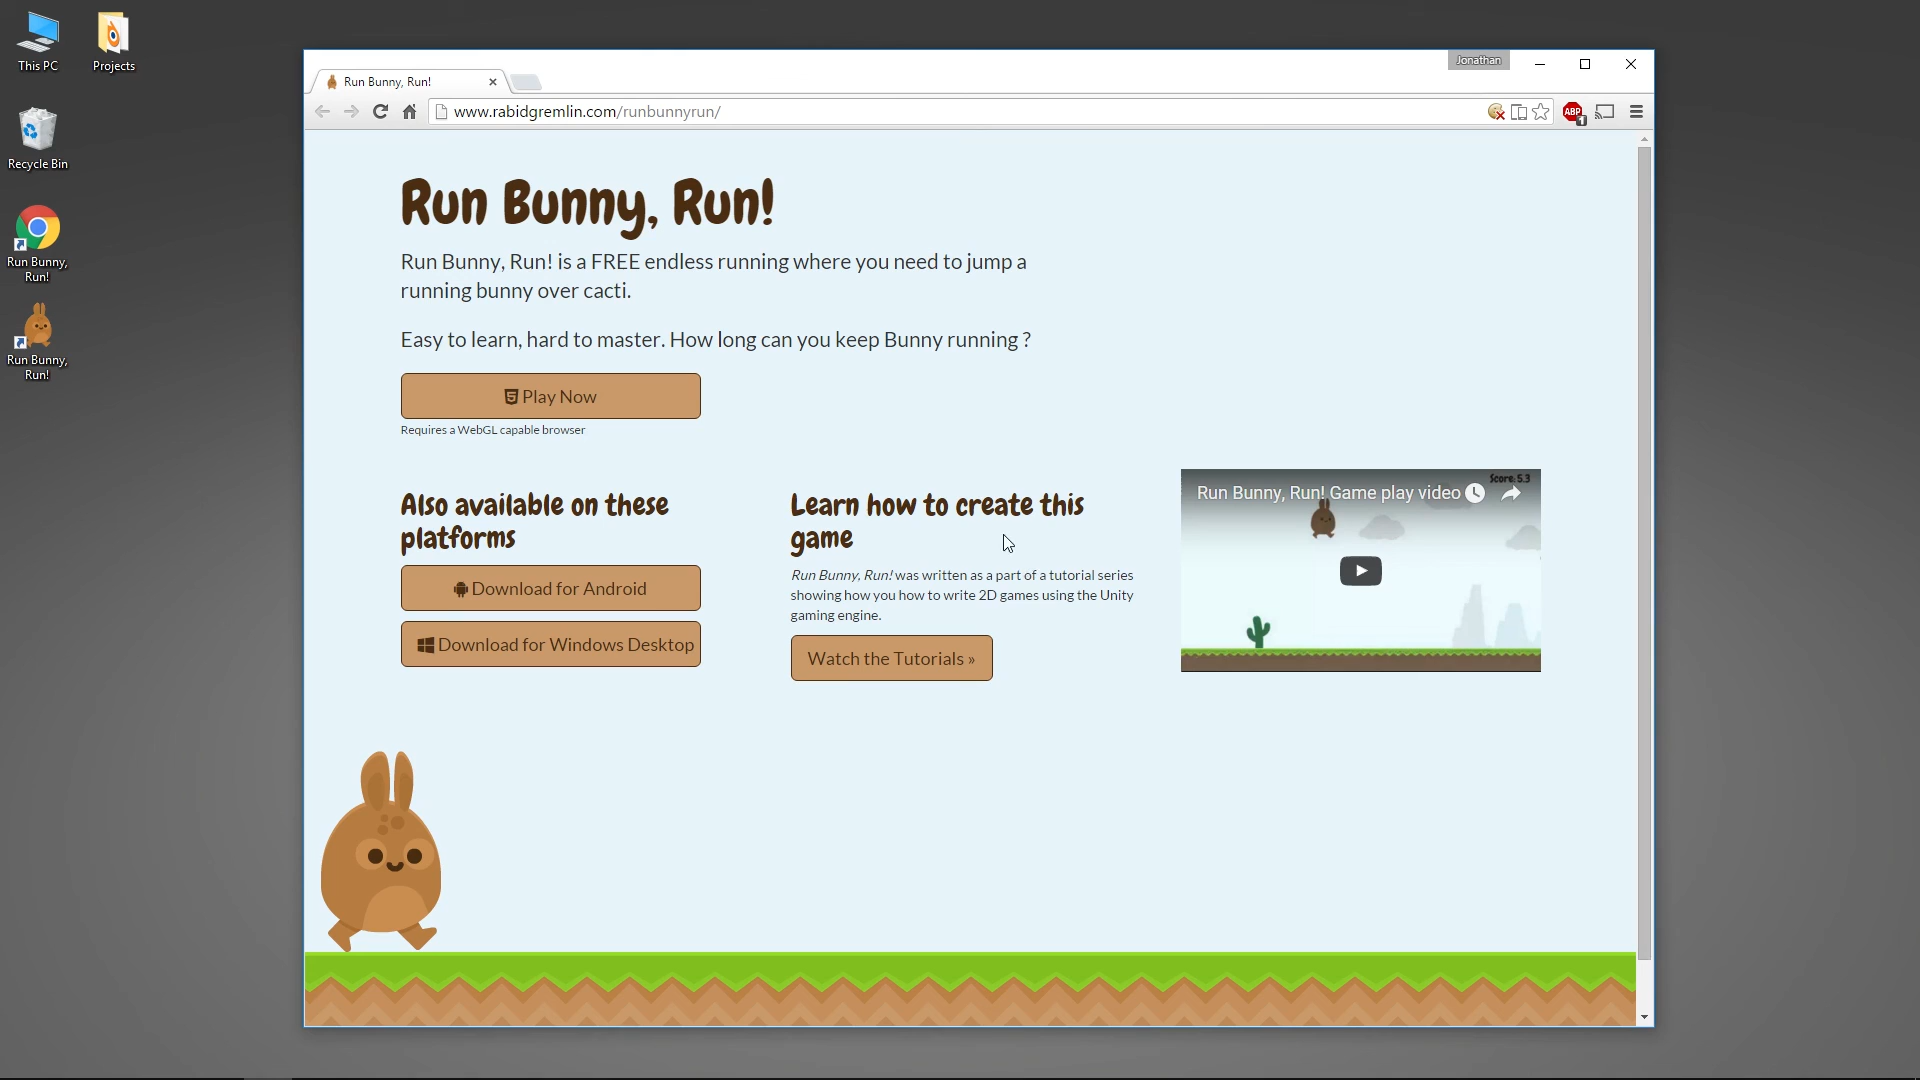 This PC
Projects
Recycle Bin
Run Bunny,
Run!
Run Bunny,
Run!
Jonathan
Run Bunny, Run!
www.rabidgremlin.com/runbunnyrun/
ABP
1
Run Bunny, Run!
Run Bunny, Run! is a FREE endless running where you need to jump a
running bunny over cacti.
Easy to learn, hard to master. How long can you keep Bunny running ?
Play Now
Requires a WebGL capable browser
Also available on these
platforms
Download for Android
Download for Windows Desktop
Learn how to create this
game
Run Bunny, Run! was written as a part of a tutorial series
showing how you how to write 2D games using the Unity
gaming engine.
Watch the Tutorials »
Score: 5.3
Run Bunny, Run! Game play video